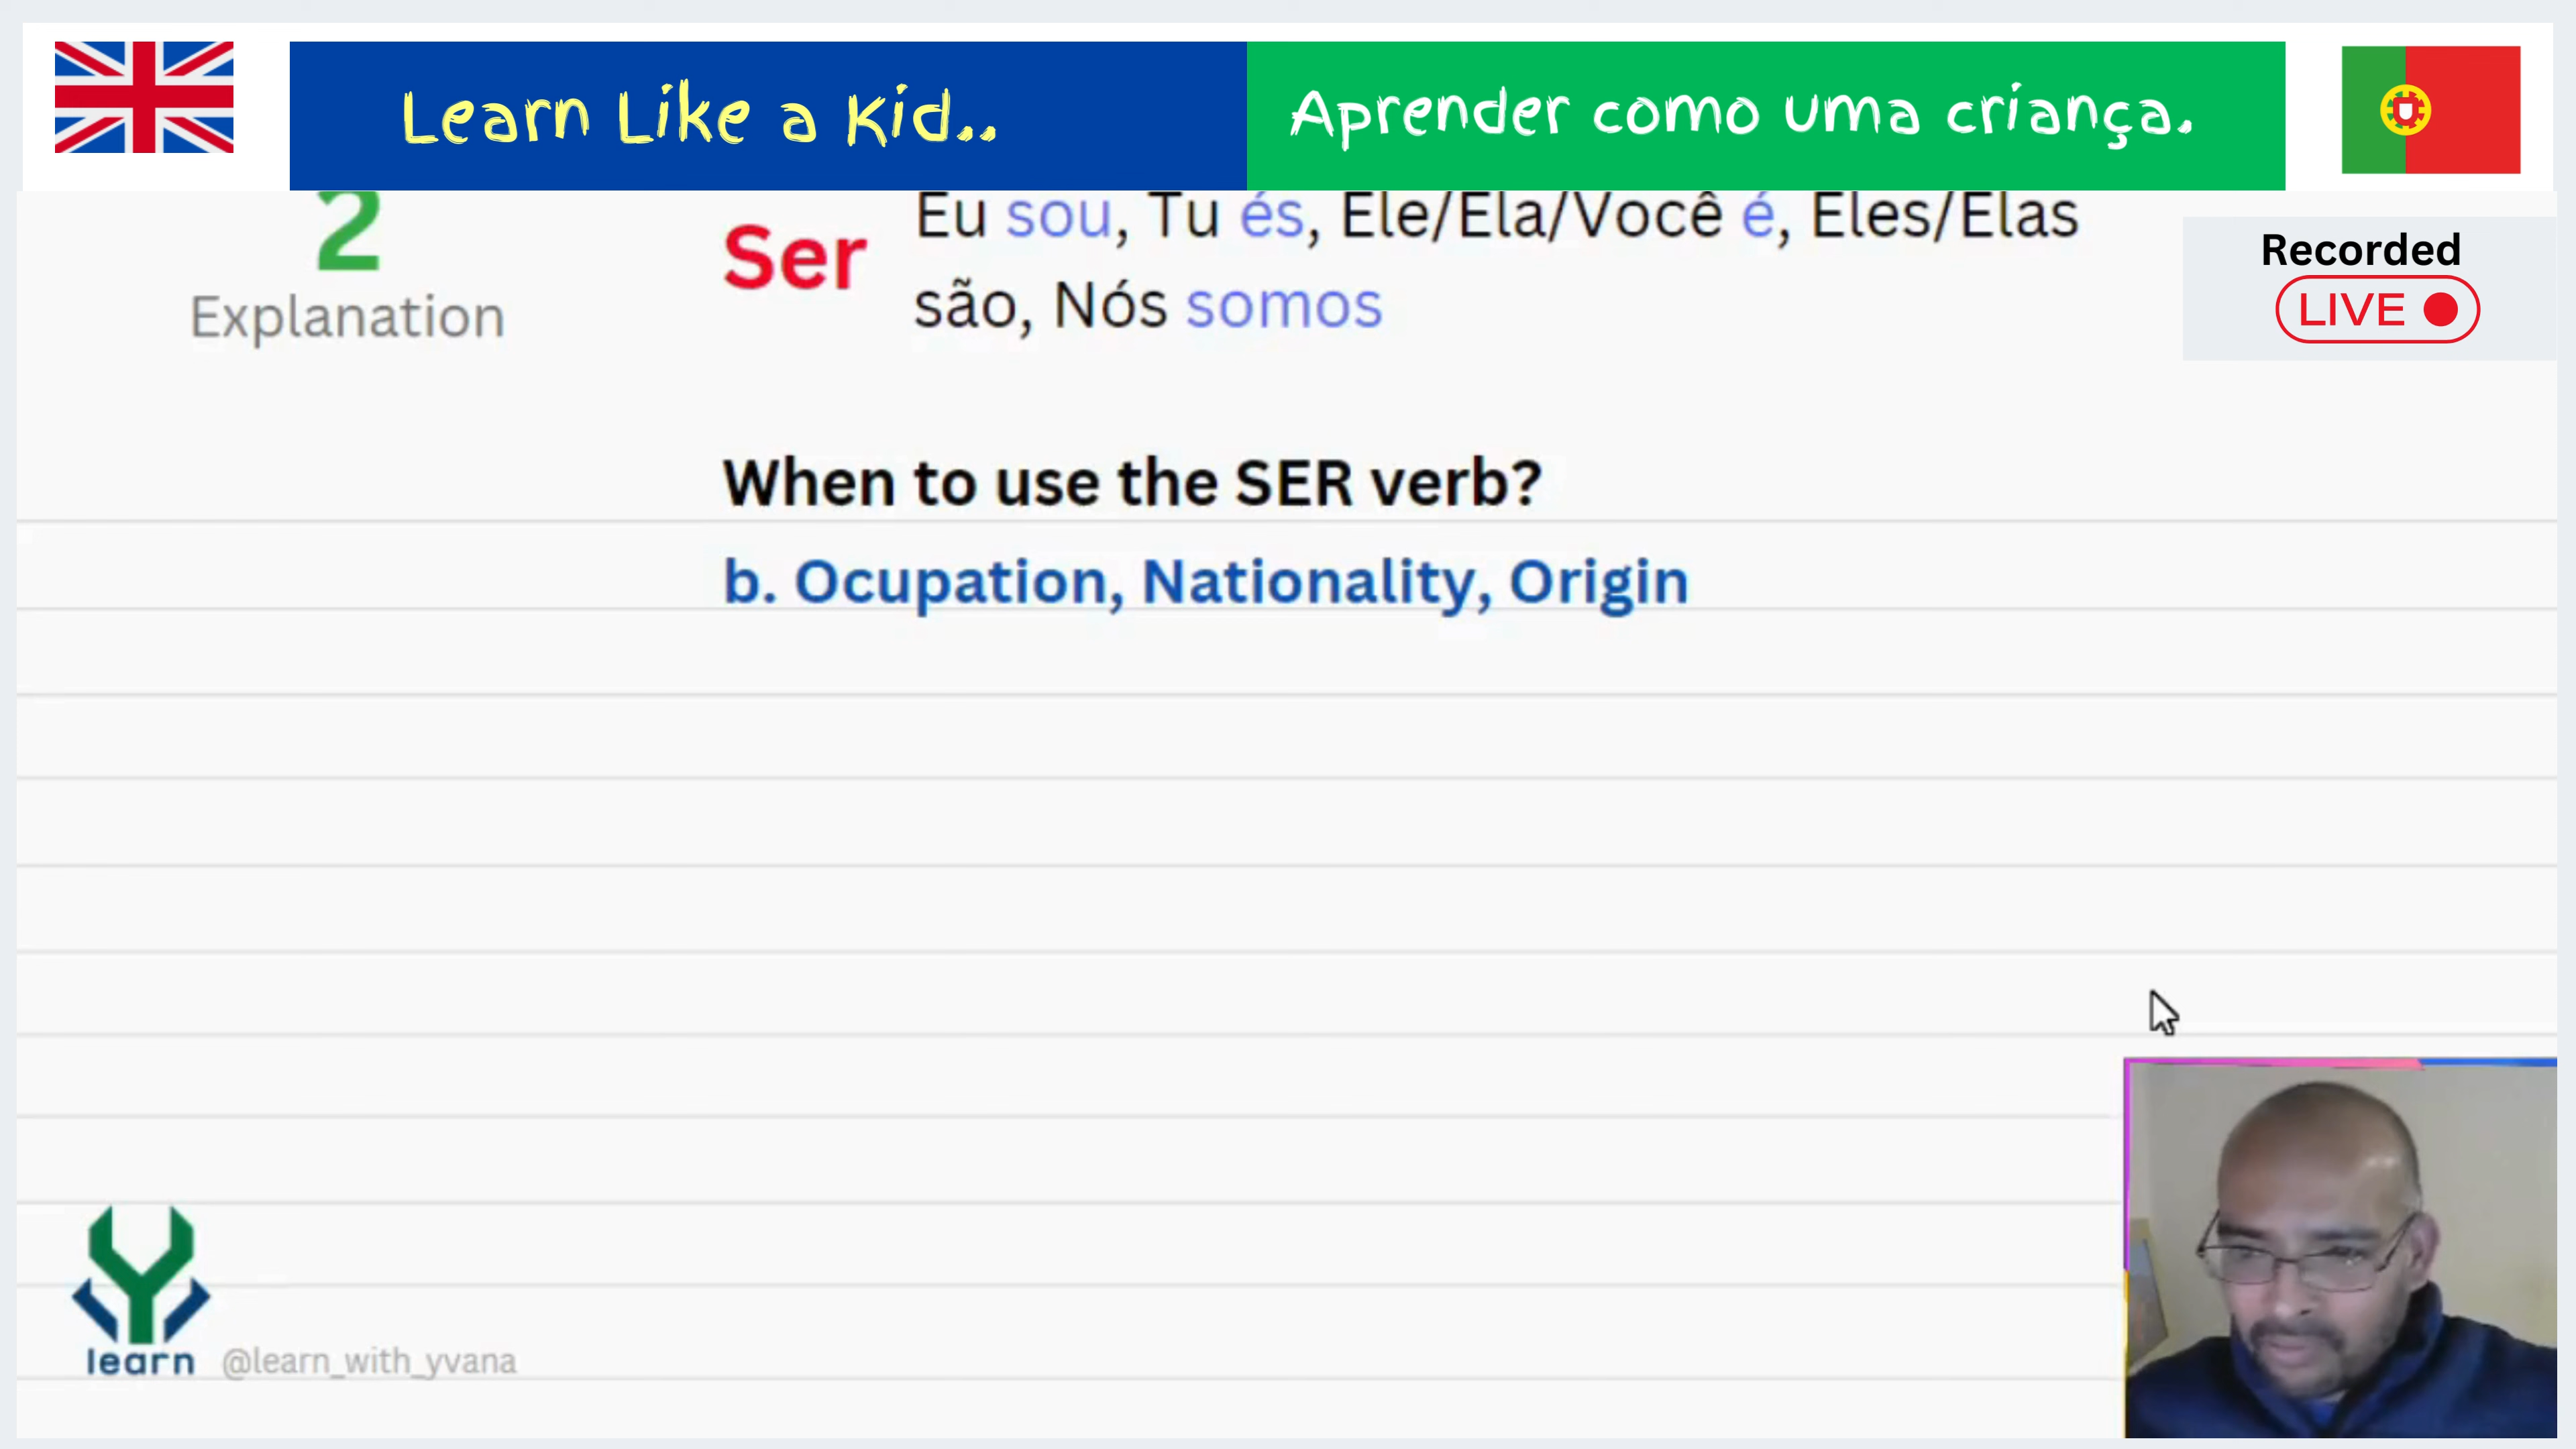 Learn Like a Kid..
Aprender como uma criança.
2
Explanation
Ser
Eu sou, Tu és, Ele/Ela/Você é, Eles/Elas
são, Nós somos
Recorded
LIVE
When to use the SER verb?
b. Ocupation, Nationality, Origin
learn
@learn_with_yvana